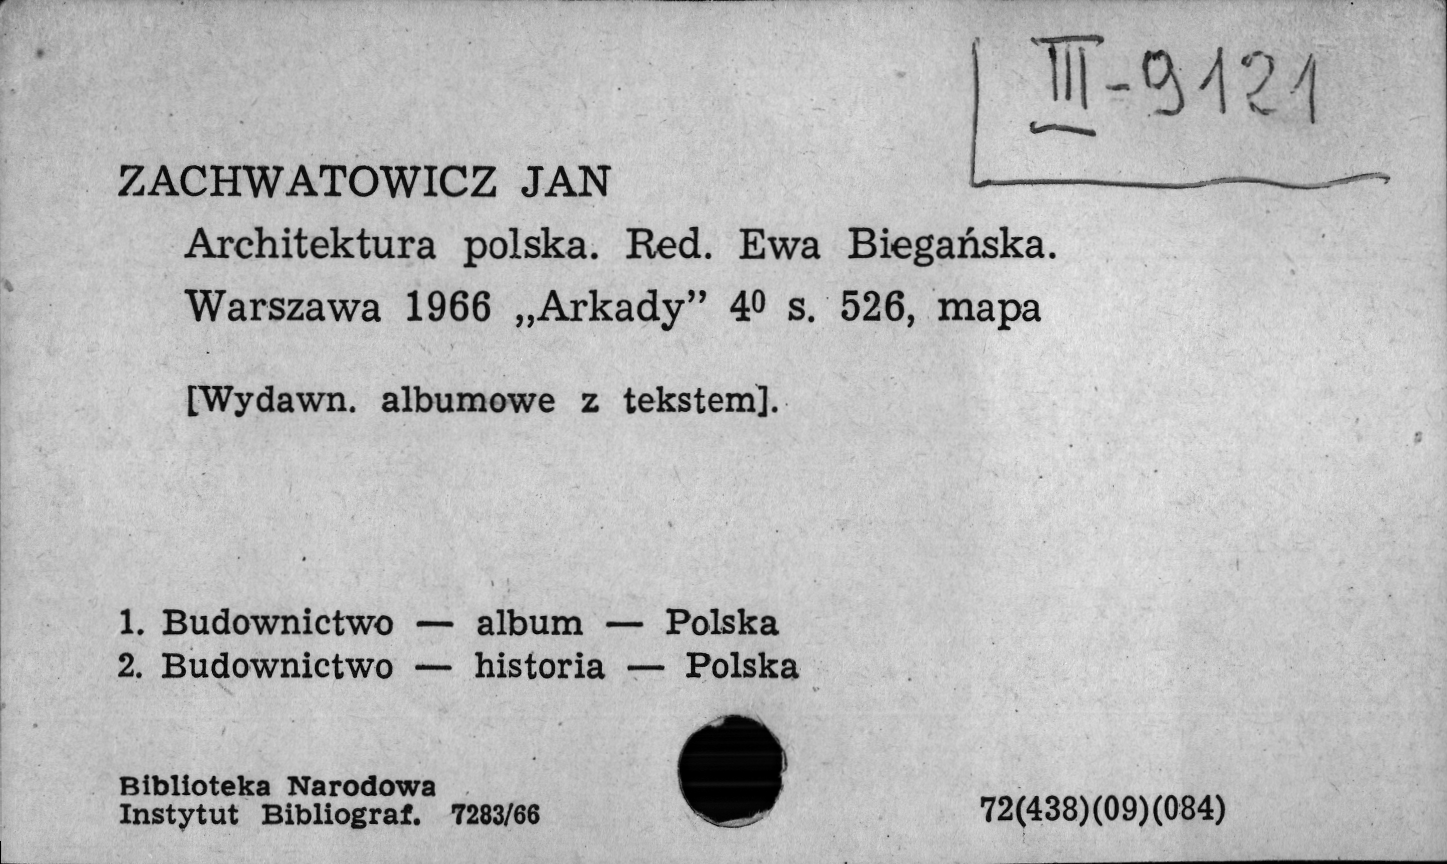 III-9121
ZACHWATOWICZ JAN
Architektura polska. Red. Ewa Biegańska.
Warszawa 1966 „Arkady” 4⁰ s. 526, mapa
[Wydawn. albumowe z tekstem].
1. Budownictwo — album — Polska
2. Budownictwo — historia — Polska
Biblioteka Narodowa
Instytut Bibliograf. 7283/66
72(438)(09)(084)